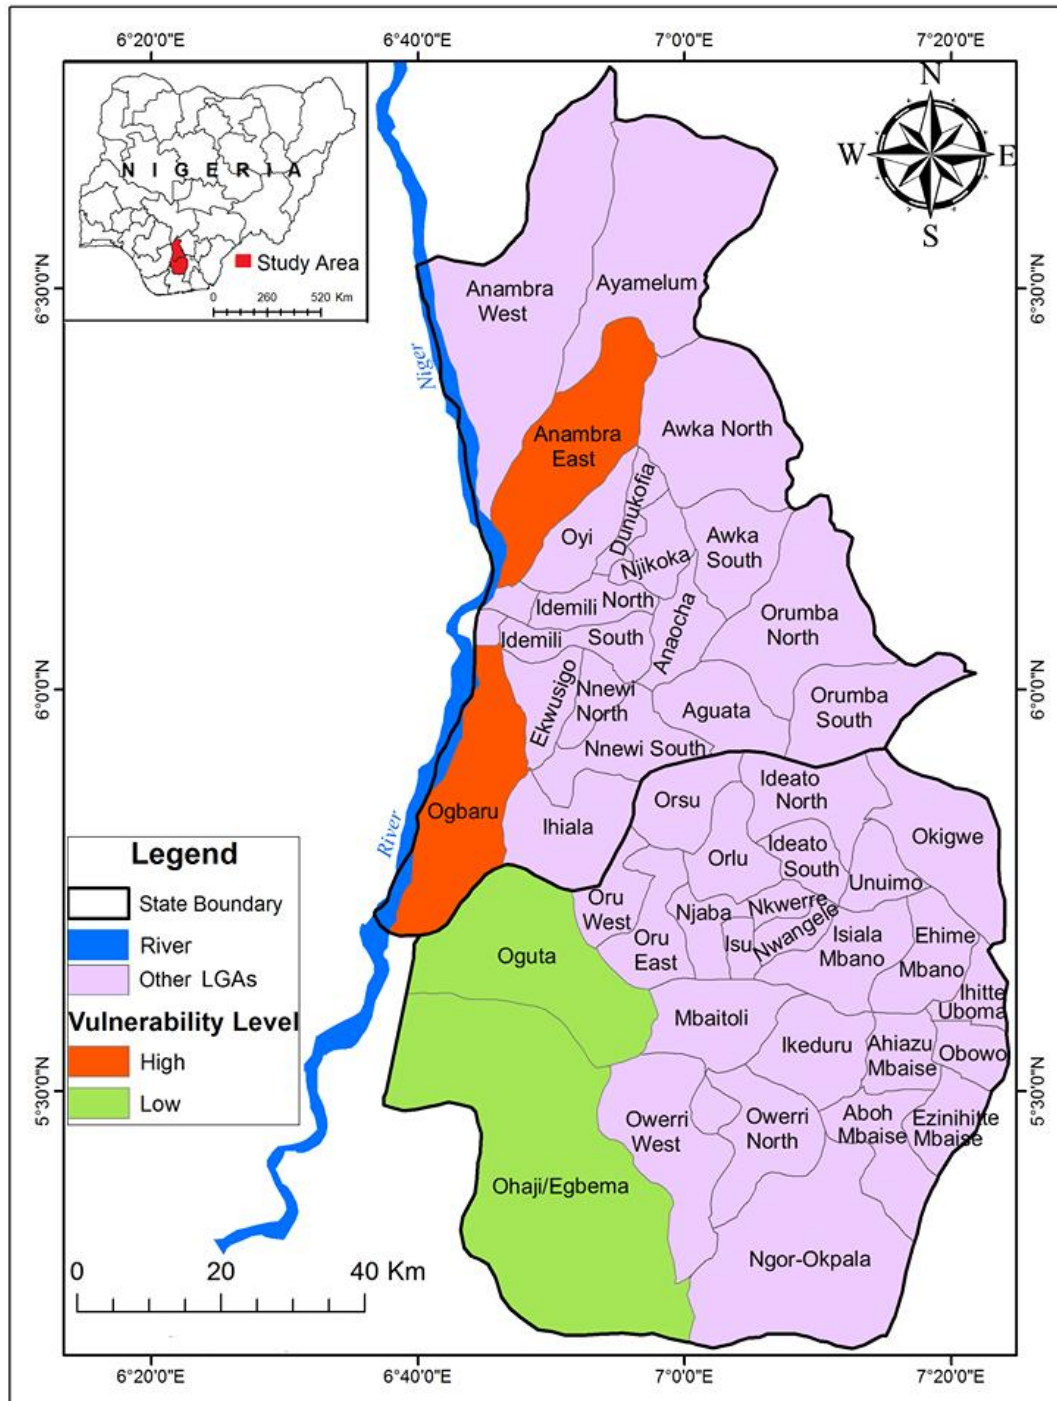 6°20'0"E 6°40'0"E 7°0'0"E 7°20'0"E
N
W E
S
NIGERIA
Study Area
0 260 520 Km
6°30'0"N
6°30'0"N
Anambra
West
Ayamelum
Niger
Anambra
East
Awka North
Dunukofia
Oyi
Awka
South
Njikoka
Idemili North
Anaocha
Orumba
North
Idemili South
6°0'0"N
6°0'0"N
Ekwusigo
Nnewi
North
Aguata
Orumba
South
Nnewi South
Ogbaru
River
Ihiala
Orsu
Ideato
North
Okigwe
Orlu
Ideato
South
Unuimo
Oru
West
Njaba
Nkwerre
Nwangele
Isu
Oru
East
Isiala
Mbano
Ehime
Mbano
Oguta
Ihitte
Uboma
Mbaitoli
Ikeduru
Ahiazu
Mbaise
Obowo
5°30'0"N
5°30'0"N
Owerri
West
Owerri
North
Aboh
Mbaise
Ezinihitte
Mbaise
Ohaji/Egbema
Ngor-Okpala
Legend
State Boundary
River
Other LGAs
Vulnerability Level
High
Low
0 20 40 Km
6°20'0"E 6°40'0"E 7°0'0"E 7°20'0"E